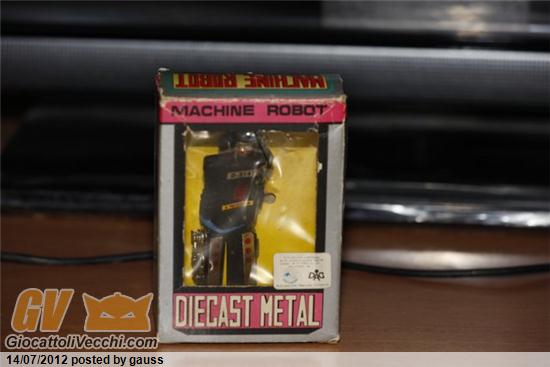 MACHINE ROBOT
MACHINE ROBOT
DIECAST METAL
GV
GiocattoliVecchi.com
14/07/2012 posted by gauss